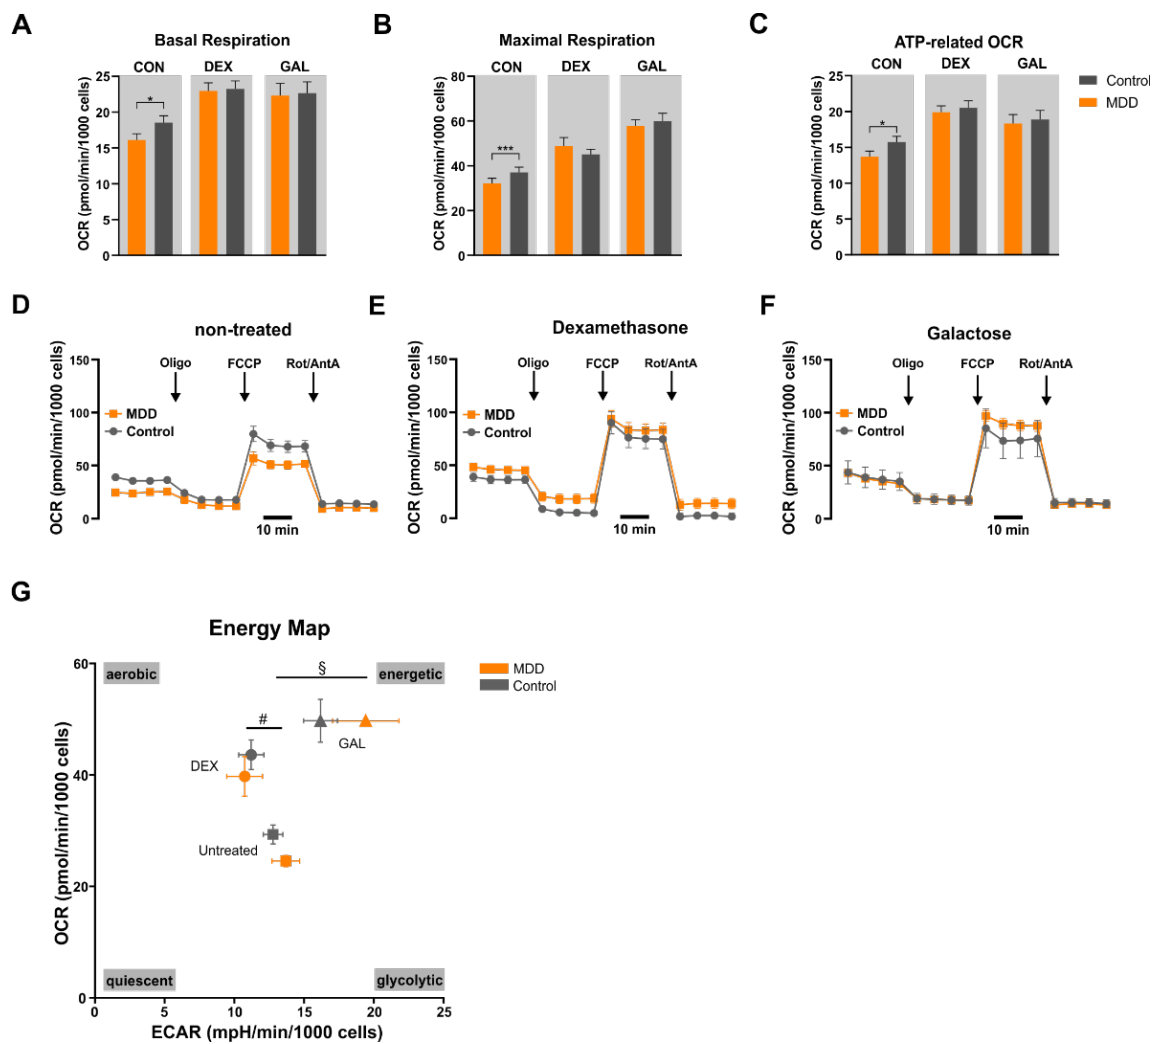 A
Basal Respiration
CON DEX GAL
*
25
20
15
10
5
0
OCR (pmol/min/1000 cells)
B
Maximal Respiration
CON DEX GAL
***
80
60
40
20
0
OCR (pmol/min/1000 cells)
C
ATP-related OCR
CON DEX GAL
*
25
20
15
10
5
0
OCR (pmol/min/1000 cells)
Control
MDD
D
non-treated
Oligo FCCP Rot/AntA
MDD
Control
150
100
50
0
OCR (pmol/min/1000 cells)
10 min
E
Dexamethasone
Oligo FCCP Rot/AntA
MDD
Control
150
100
50
0
OCR (pmol/min/1000 cells)
10 min
F
Galactose
Oligo FCCP Rot/AntA
MDD
Control
150
100
50
0
OCR (pmol/min/1000 cells)
10 min
G
Energy Map
aerobic
§
energetic
MDD
Control
#
GAL
DEX
Untreated
quiescent
glycolytic
60
40
20
0
OCR (pmol/min/1000 cells)
0 5 10 15 20 25
ECAR (mpH/min/1000 cells)